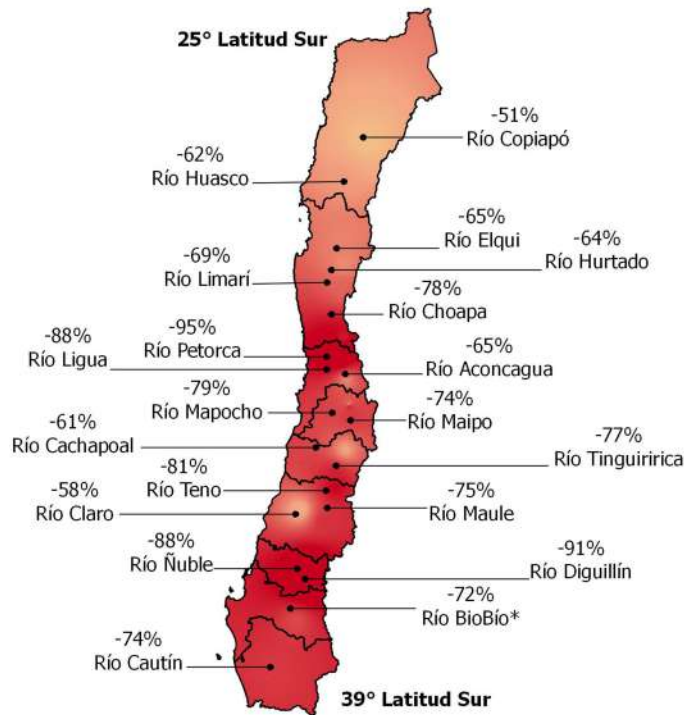 25° Latitud Sur
-51%
Río Copiapó
-62%
Río Huasco
-65%
Río Elqui
-64%
Río Hurtado
-69%
Río Limarí
-78%
Río Choapa
-95%
Río Petorca
-88%
Río Ligua
-65%
Río Aconcagua
-79%
Río Mapocho
-74%
Río Maipo
-61%
Río Cachapoal
-77%
Río Tinguiririca
-81%
Río Teno
-58%
Río Claro
-75%
Río Maule
-88%
Río Ñuble
-91%
Río Diguillín
-72%
Río BioBío*
-74%
Río Cautín
39° Latitud Sur